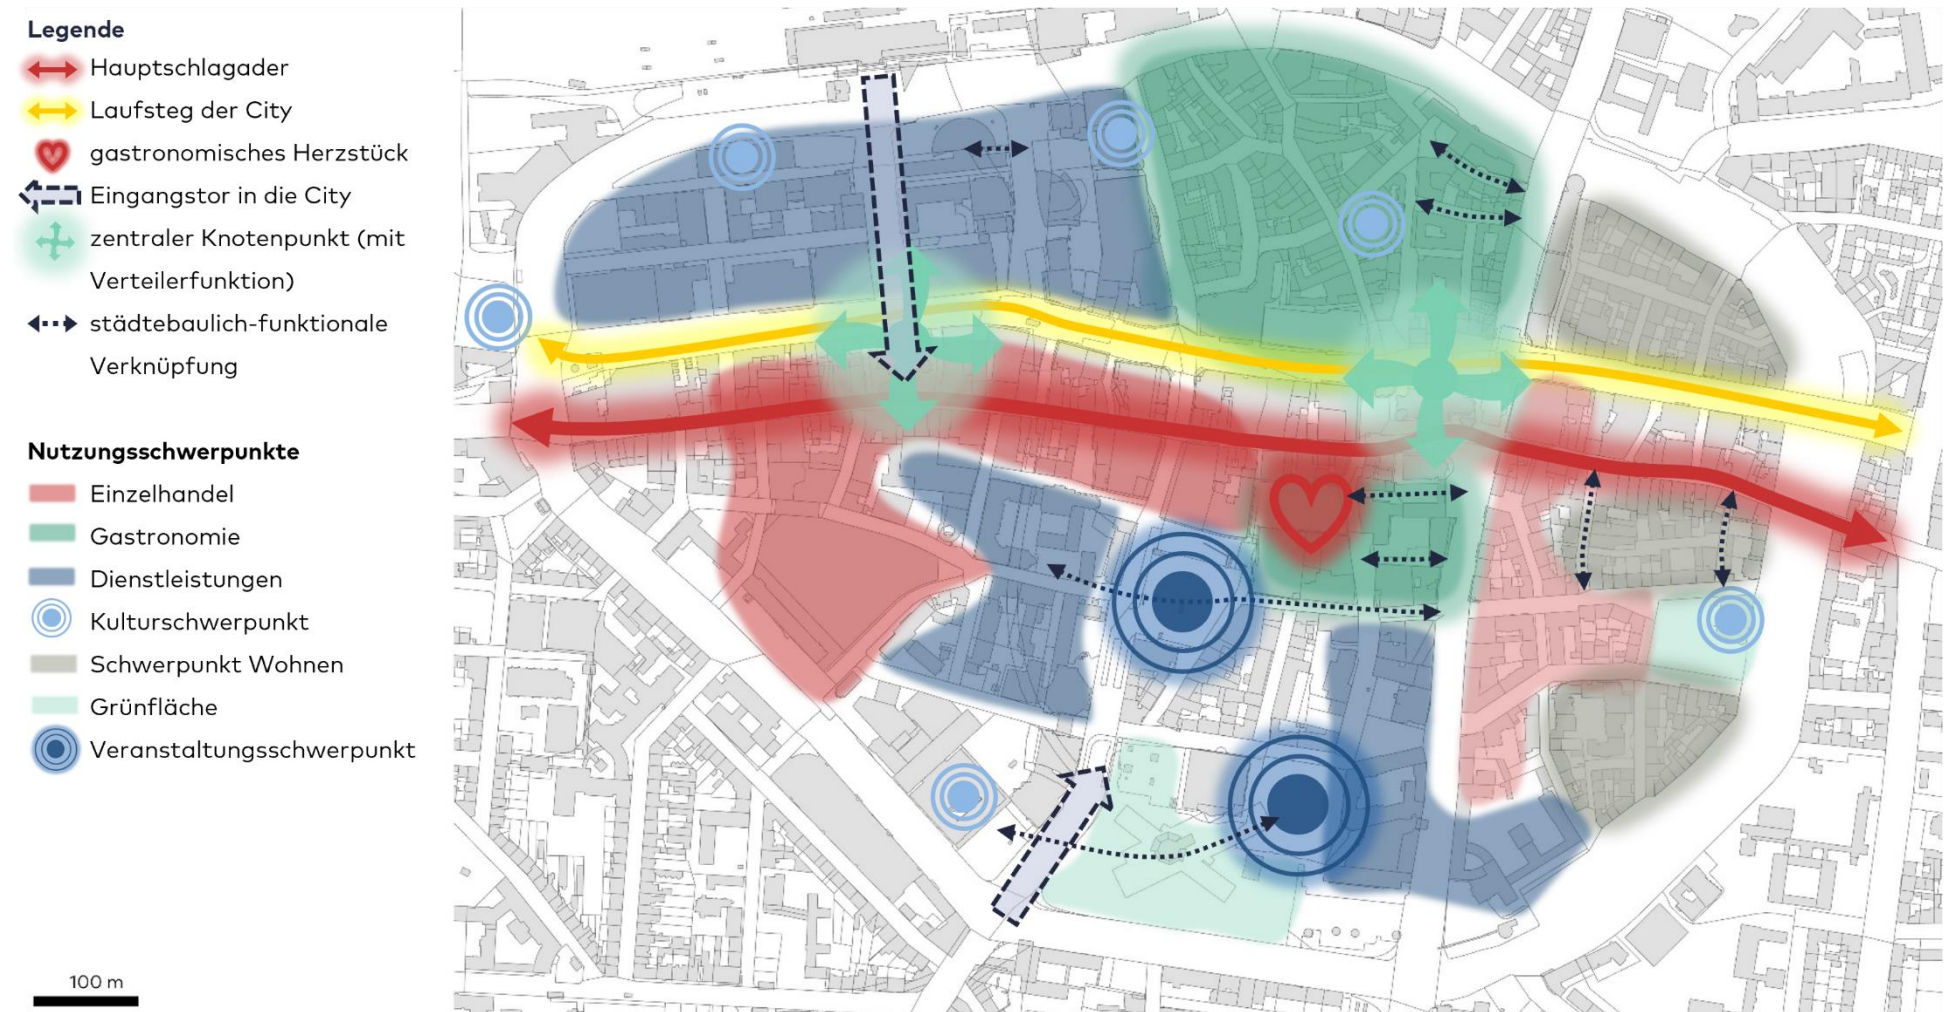 Legende
Hauptschlagader
Laufsteg der City
gastronomisches Herzstück
Eingangstor in die City
zentraler Knotenpunkt (mit
Verteilerfunktion)
städtebaulich-funktionale
Verknüpfung
Nutzungsschwerpunkte
Einzelhandel
Gastronomie
Dienstleistungen
Kulturschwerpunkt
Schwerpunkt Wohnen
Grünfläche
Veranstaltungsschwerpunkt
100 m